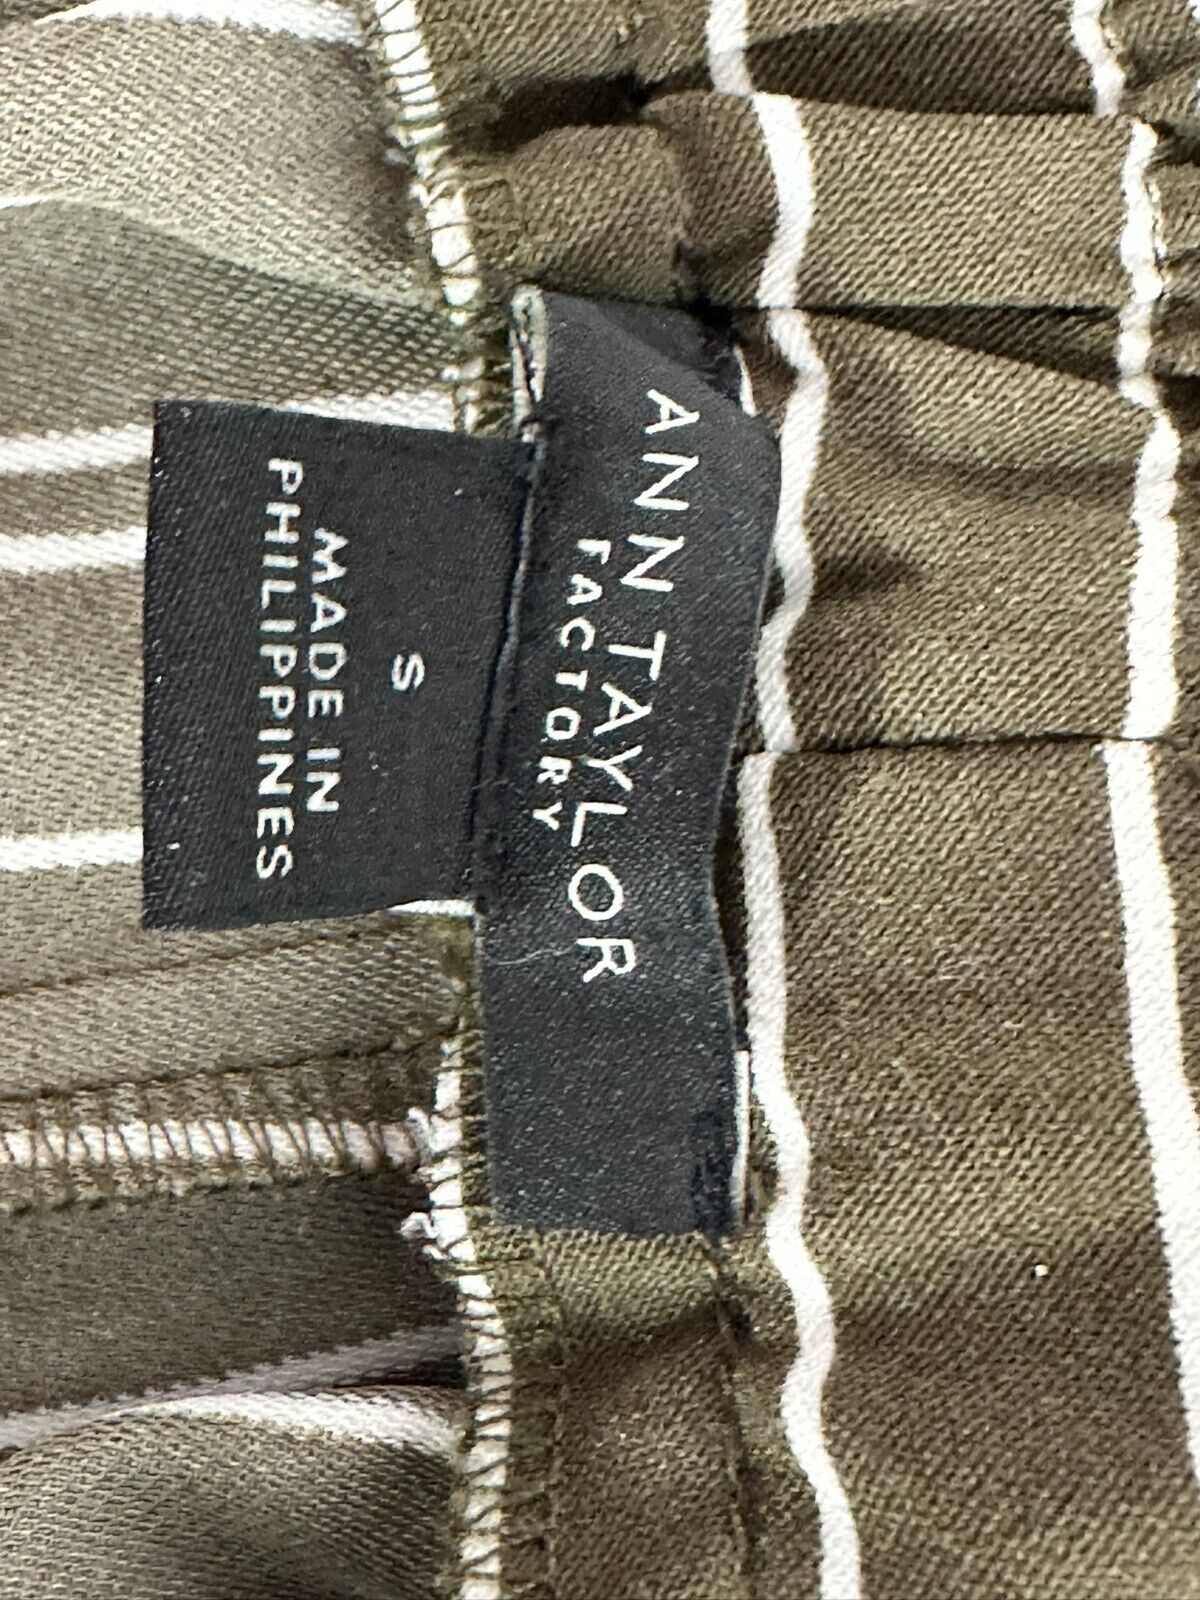 ANN TAYLOR
FACTORY
S
MADE IN
PHILIPPINES